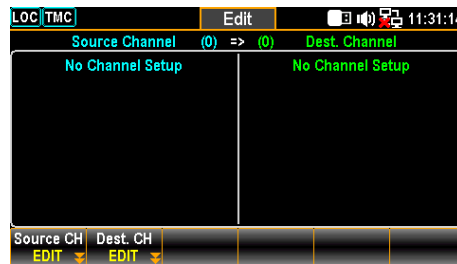 LOC TMC Edit 11:31:14
Source Channel (0) => (0) Dest. Channel
No Channel Setup No Channel Setup
Source CH Dest. CH
EDIT EDIT